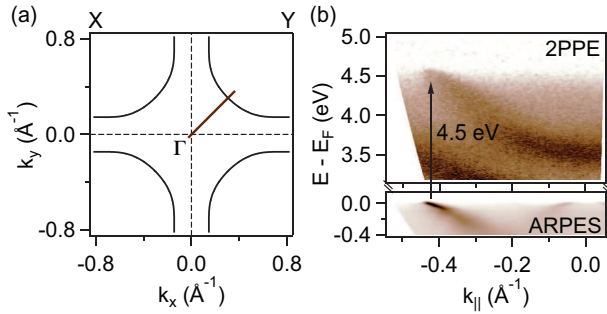 (a)
X
Y
0.8
0.0
-0.8
k_y (Å⁻¹)
Γ
-0.8
0.0
0.8
k_x (Å⁻¹)
(b)
5.0
4.5
4.0
3.5
0.0
-0.4
E - E_F (eV)
2PPE
4.5 eV
ARPES
-0.4
-0.2
0.0
k_|| (Å⁻¹)